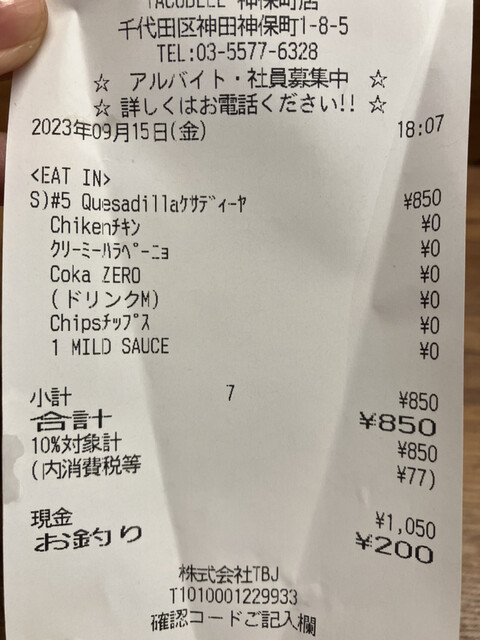 TACOBELL 神保町店
千代田区神田神保町1-8-5
TEL:03-5577-6328
☆ アルバイト・社員募集中 ☆
☆ 詳しくはお電話ください!! ☆
2023年09月15日(金) 18:07
<EAT IN>
S)#5 Quesadillaｹｻﾃﾞｨｰﾔ ¥850
Chikenﾁｷﾝ ¥0
ｸﾘｰﾐｰﾊﾗﾍﾟｰﾆｮ ¥0
Coka ZERO ¥0
(ドリンクM) ¥0
Chipsﾁｯﾌﾟｽ ¥0
1 MILD SAUCE ¥0
小計 7 ¥850
合計 ¥850
10%対象計 ¥850
(内消費税等 ¥77)
現金 ¥1,050
お釣り ¥200
株式会社TBJ
T1010001229933
確認コードご記入欄